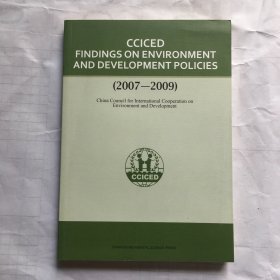 CCICED
FINDINGS ON ENVIRONMENT
AND DEVELOPMENT POLICIES
(2007—2009)
China Council for International Cooperation on
Environment and Development
CCICED